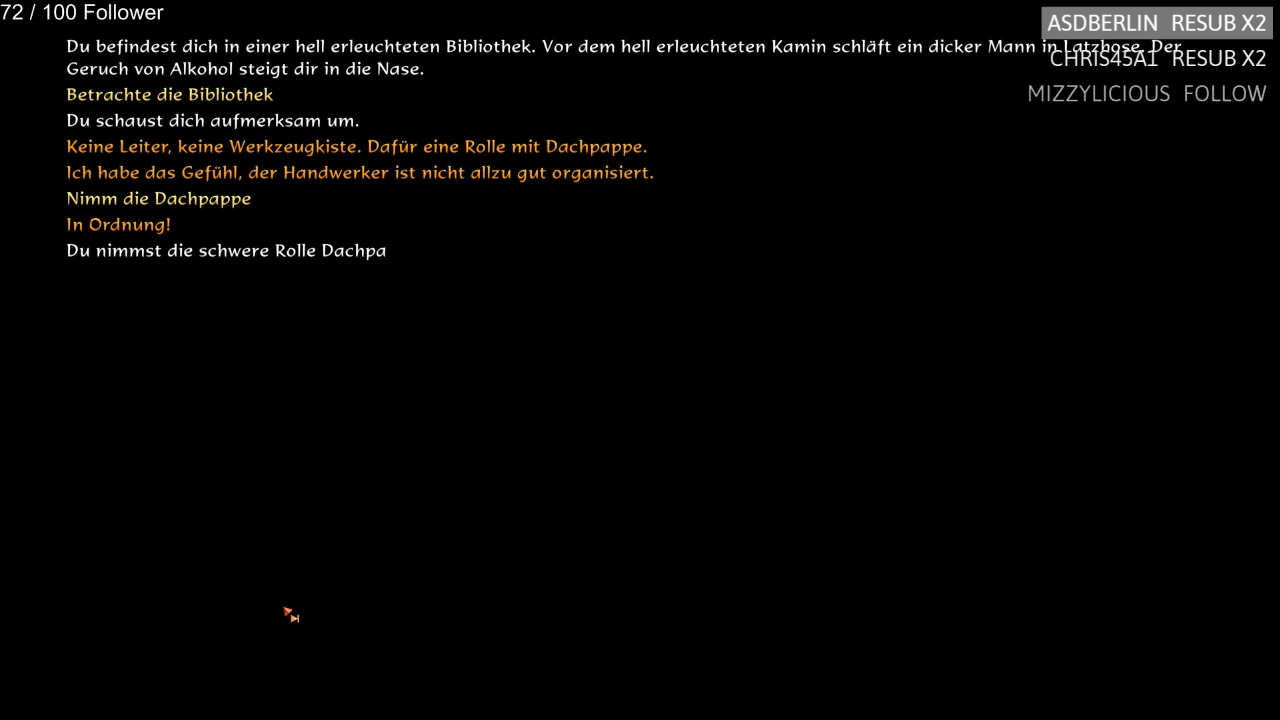 72 / 100 Follower
ASDBERLIN RESUB X2
Du befindest dich in einer hell erleuchteten Bibliothek. Vor dem hell erleuchteten Kamin schläft ein dicker Mann in Latzhose. Der
CHRIS45A1 RESUB X2
Geruch von Alkohol steigt dir in die Nase.
MIZZYLICIOUS FOLLOW
Betrachte die Bibliothek
Du schaust dich aufmerksam um.
Keine Leiter, keine Werkzeugkiste. Dafür eine Rolle mit Dachpappe.
Ich habe das Gefühl, der Handwerker ist nicht allzu gut organisiert.
Nimm die Dachpappe
In Ordnung!
Du nimmst die schwere Rolle Dachpa